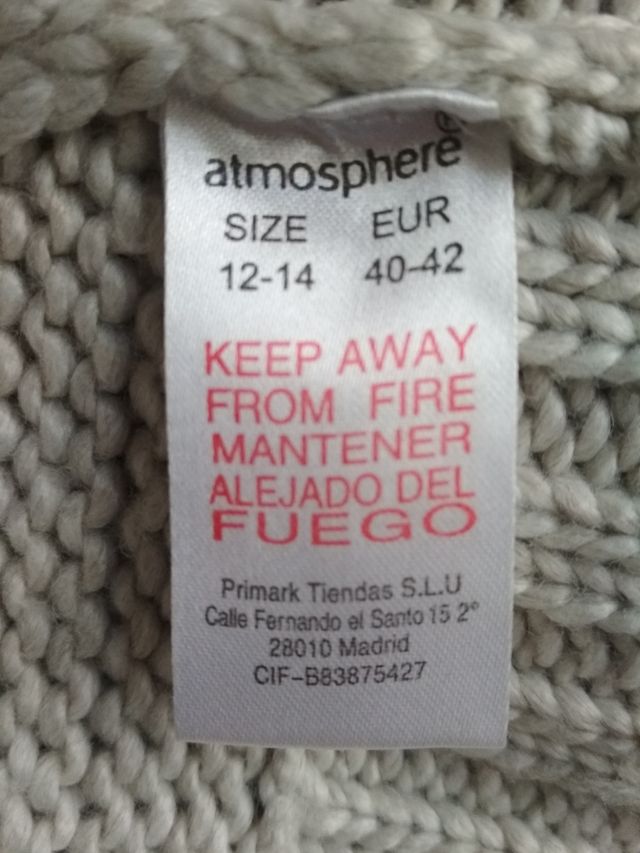 atmosphere®
SIZE EUR
12-14 40-42
KEEP AWAY
FROM FIRE
MANTENER
ALEJADO DEL
FUEGO
Primark Tiendas S.L.U
Calle Fernando el Santo 15 2°
28010 Madrid
CIF-B83875427